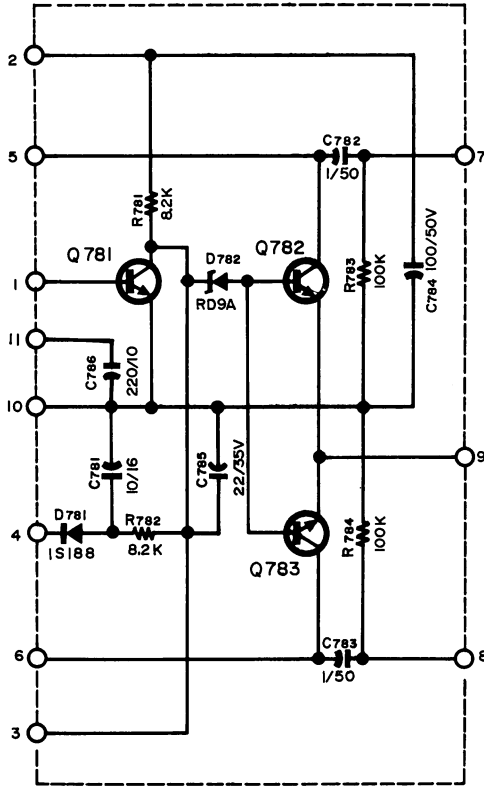 2
C782
5
7
1/50
R781
8.2K
100/50V
C784
Q781
D782
Q782
R783
100K
1
RD9A
11
C786
220/10
10
C781
10/16
C785
22/35V
9
D781
R782
4
1S188
8.2K
Q783
R784
100K
C783
6
8
1/50
3